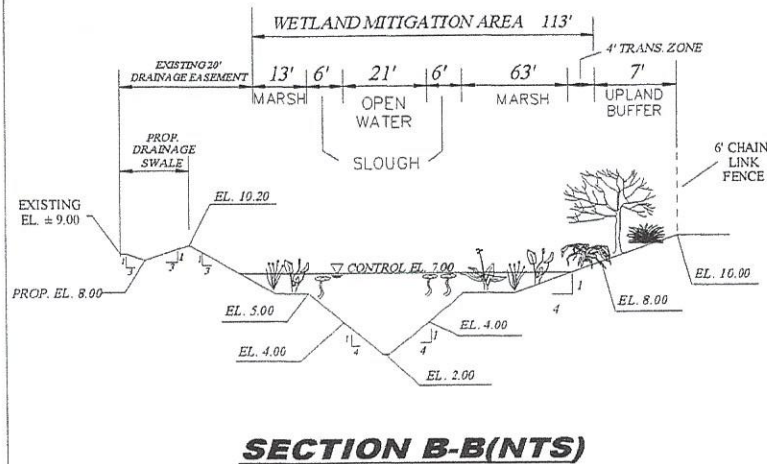 WETLAND MITIGATION AREA 113'
4' TRANS. ZONE
EXISTING 20'
DRAINAGE EASEMENT
13'
6'
21'
6'
63'
7'
MARSH
OPEN
WATER
MARSH
UPLAND
BUFFER
SLOUGH
PROP.
DRAINAGE
SWALE
6' CHAIN
LINK
FENCE
EXISTING
EL. ± 9.00
EL. 10.20
1
3
1
3
1
3
CONTROL EL. 7.00
PROP. EL. 8.00
EL. 5.00
EL. 4.00
1
4
1
4
EL. 4.00
EL. 2.00
1
4
EL. 8.00
EL. 10.00
SECTION B-B(NTS)